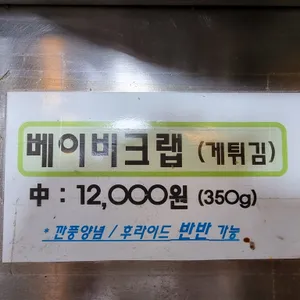 베이비크랩 (게튀김)
中 : 12,000원 (350g)
* 깐풍양념 / 후라이드 반반 가능